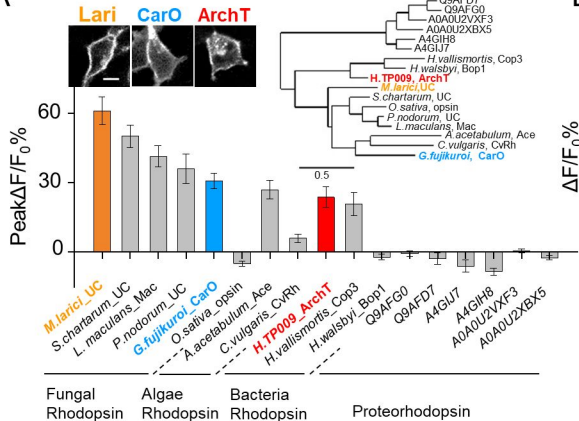 Lari CarO ArchT
Q9AFD7
Q9AFG0
A0A0U2VXF3
A0A0U2XBX5
A4GIH8
A4GIJ7
H.vallismortis, Cop3
H.walsbyi, Bop1
H.TP009, ArchT
M.larici,UC
S.chartarum, UC
O.sativa, opsin
P.nodorum, UC
L.maculans, Mac
A.acetabulum, Ace
C.vulgaris, CvRh
G.fujikuroi, CarO
0.5
PeakΔF/F0%
60
30
0
ΔF/F0%
M.larici_UC
S.chartarum_UC
L. maculans_Mac
P.nodorum_UC
G.fujikuroi_CarO
O.sativa_opsin
A.acetabulum_Ace
C.vulgaris_CvRh
H.TP009_ArchT
H.vallismortis_Cop3
H.walsbyi_Bop1
Q9AFG0
Q9AFD7
A4GIJ7
A4GIH8
A0A0U2VXF3
A0A0U2XBX5
Fungal
Rhodopsin
Algae
Rhodopsin
Bacteria
Rhodopsin
Proteorhodopsin